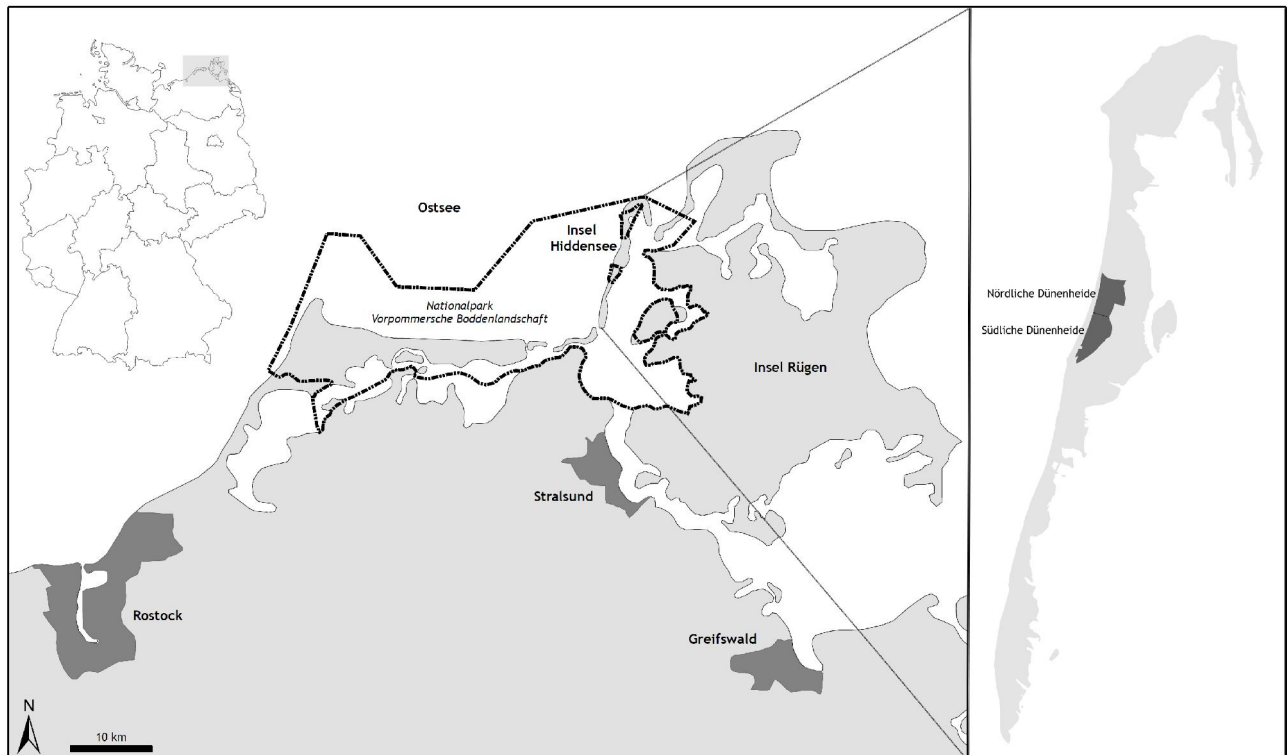 Ostsee
Insel
Hiddensee
Nationalpark
Vorpommersche Boddenlandschaft
Insel Rügen
Stralsund
Rostock
Greifswald
N
10 km
Nördliche Dünenheide
Südliche Dünenheide